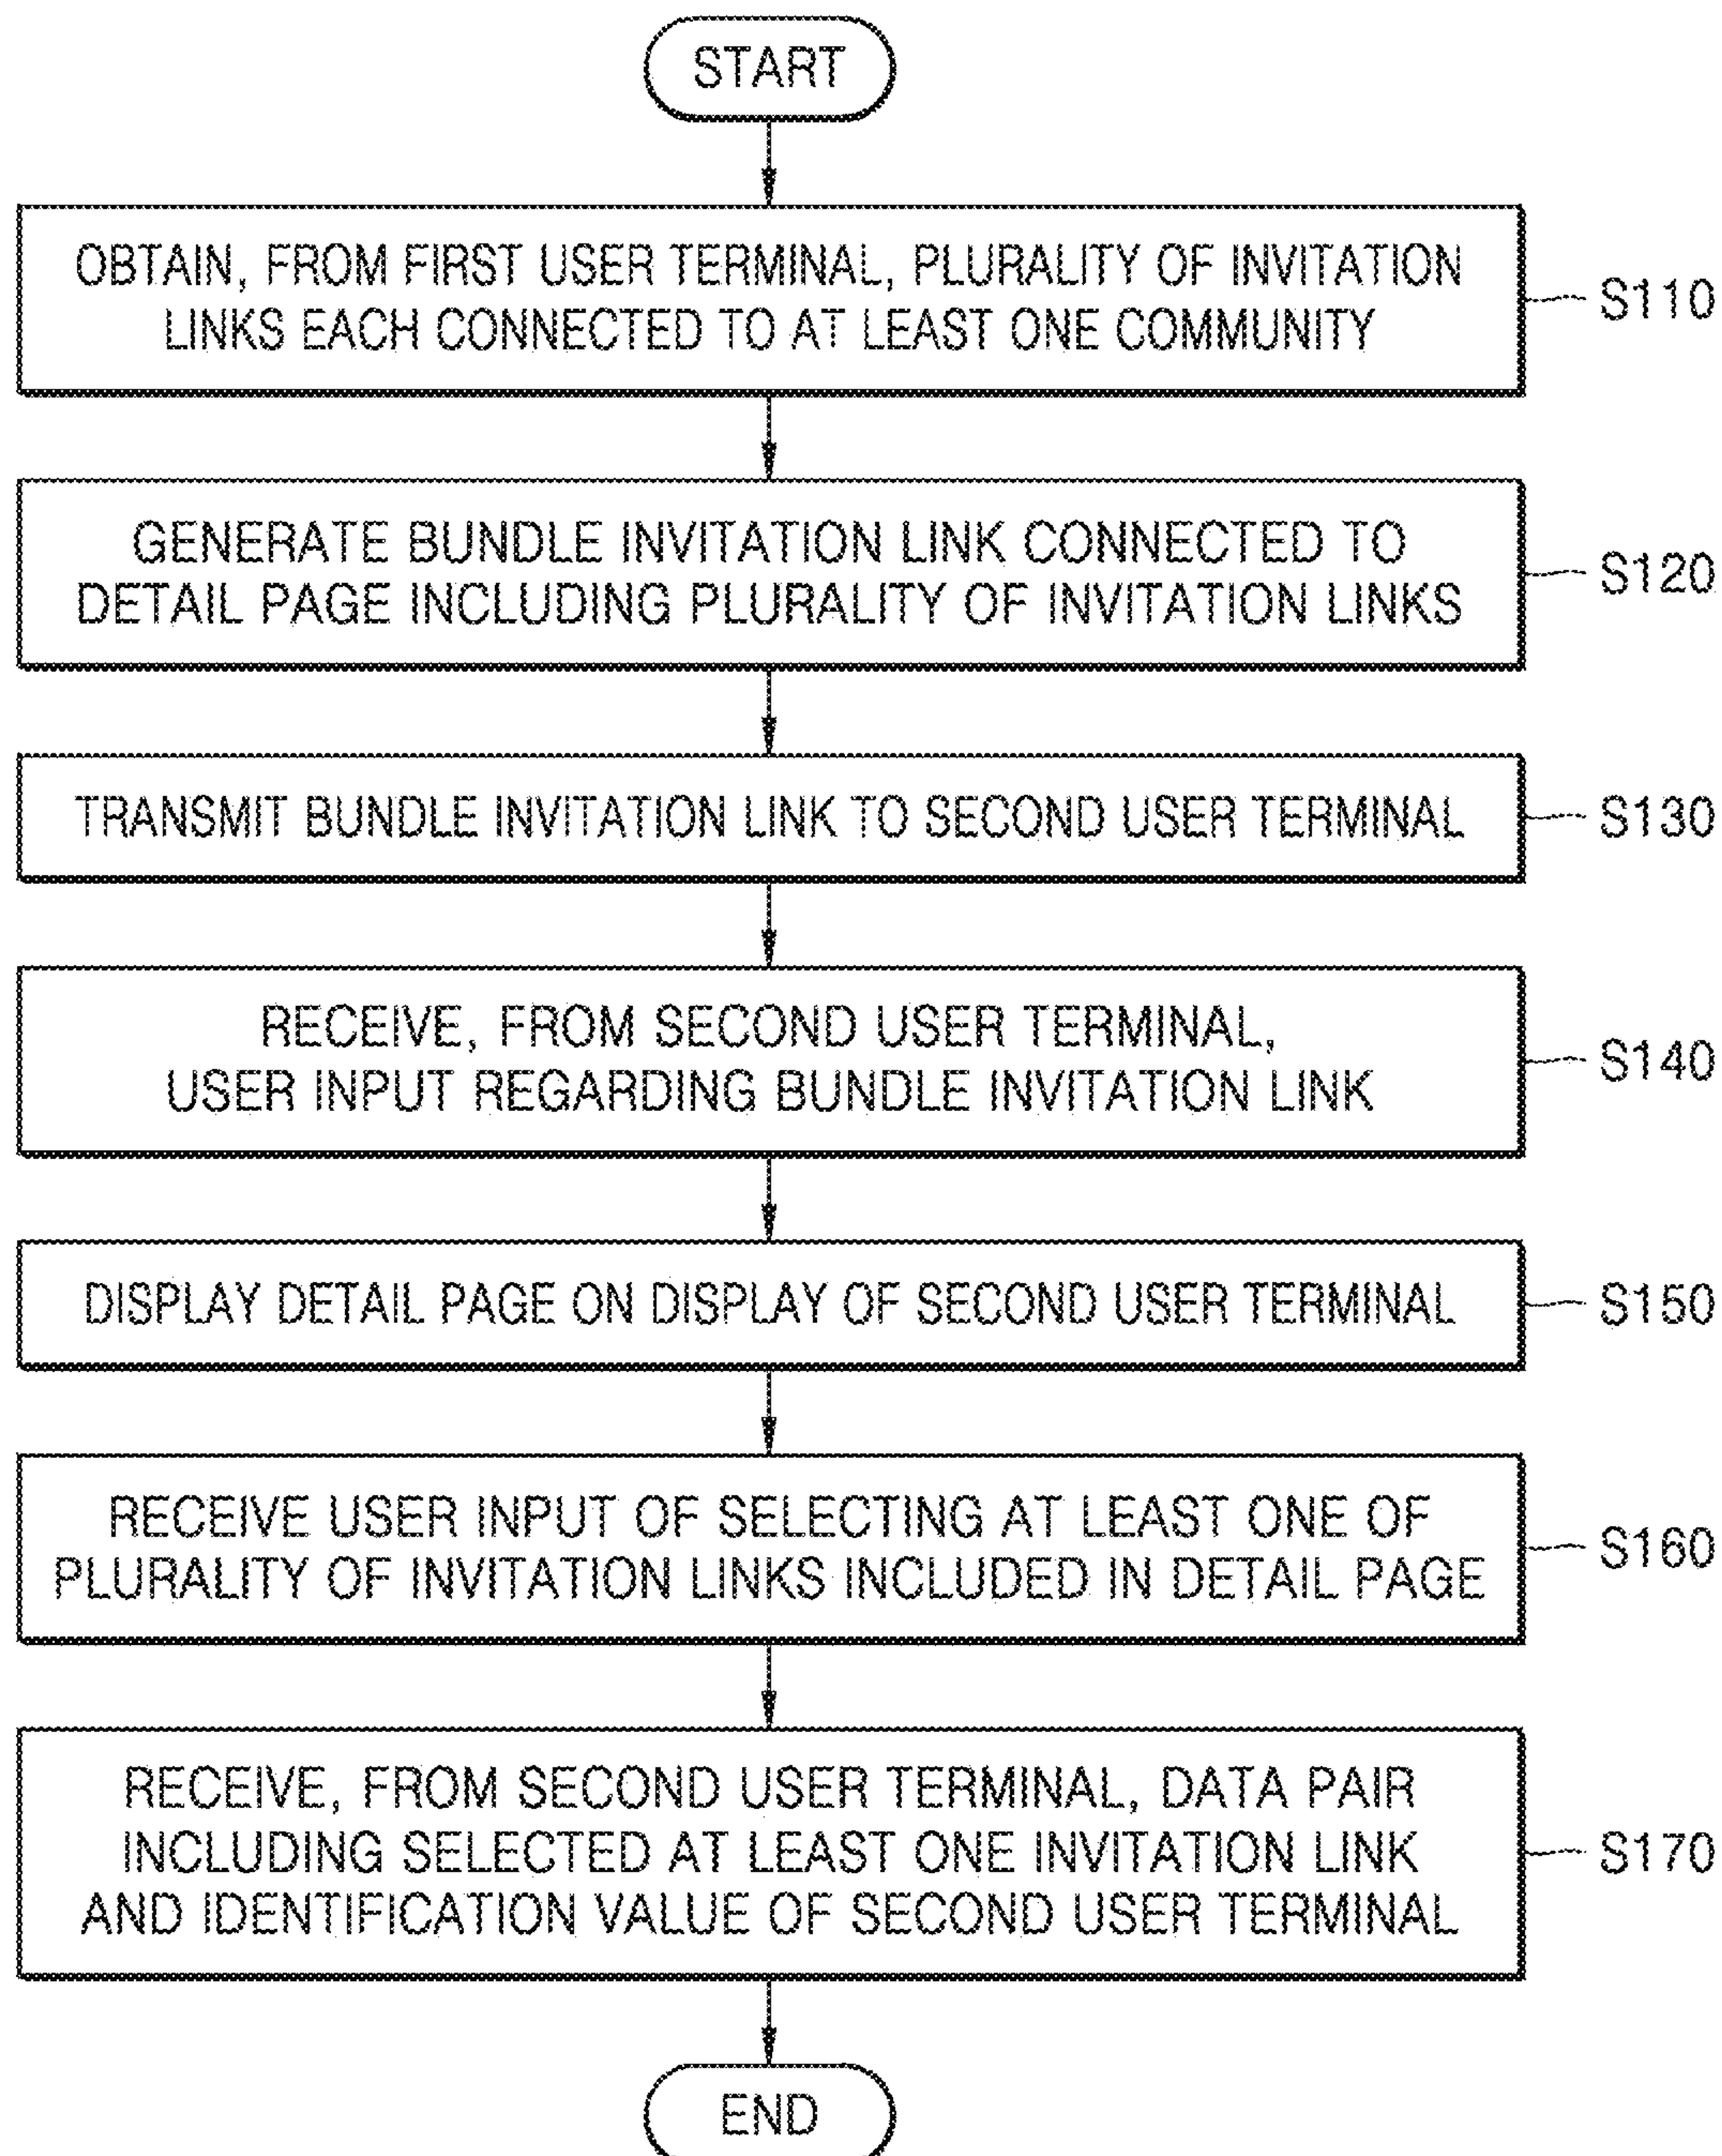 START
OBTAIN, FROM FIRST USER TERMINAL, PLURALITY OF INVITATION
LINKS EACH CONNECTED TO AT LEAST ONE COMMUNITY
S110
GENERATE BUNDLE INVITATION LINK CONNECTED TO
DETAIL PAGE INCLUDING PLURALITY OF INVITATION LINKS
S120
TRANSMIT BUNDLE INVITATION LINK TO SECOND USER TERMINAL
S130
RECEIVE, FROM SECOND USER TERMINAL,
USER INPUT REGARDING BUNDLE INVITATION LINK
S140
DISPLAY DETAIL PAGE ON DISPLAY OF SECOND USER TERMINAL
S150
RECEIVE USER INPUT OF SELECTING AT LEAST ONE OF
PLURALITY OF INVITATION LINKS INCLUDED IN DETAIL PAGE
S160
RECEIVE, FROM SECOND USER TERMINAL, DATA PAIR
INCLUDING SELECTED AT LEAST ONE INVITATION LINK
AND IDENTIFICATION VALUE OF SECOND USER TERMINAL
S170
END